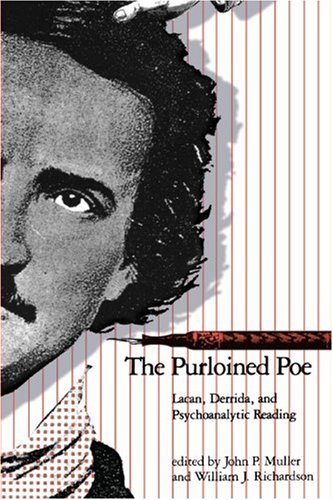 The Purloined Poe
Lacan, Derrida, and
Psychoanalytic Reading
edited by John P. Muller
and William J. Richardson